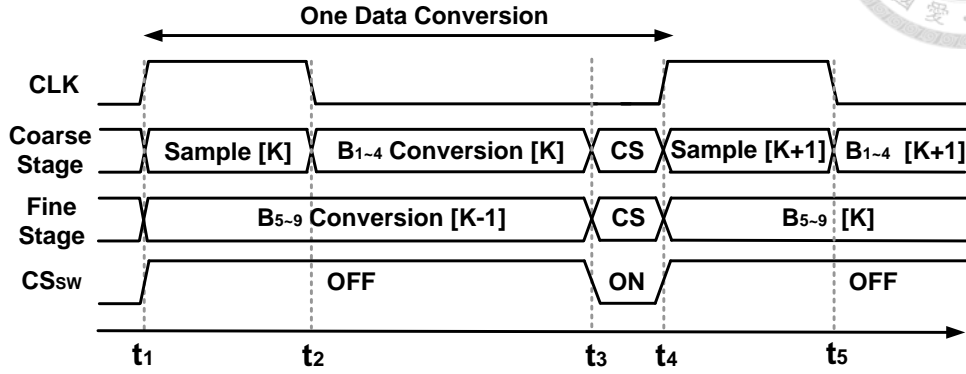 One Data Conversion
CLK
Coarse Stage Sample [K] B1~4 Conversion [K] CS Sample [K+1] B1~4 [K+1]
Fine Stage B5~9 Conversion [K-1] CS B5~9 [K]
CSSW OFF ON OFF
t1 t2 t3 t4 t5